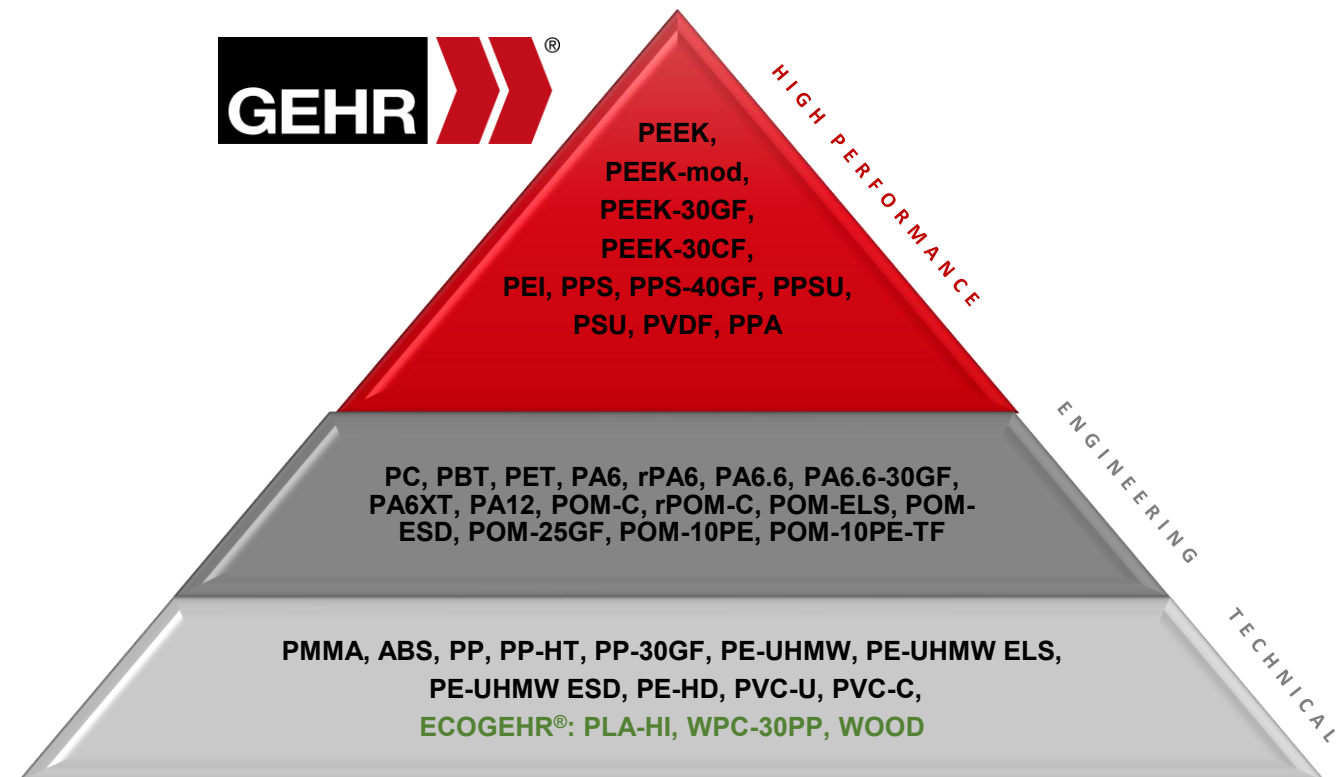 GEHR®
HIGH PERFORMANCE
PEEK,
PEEK-mod,
PEEK-30GF,
PEEK-30CF,
PEI, PPS, PPS-40GF, PPSU,
PSU, PVDF, PPA
ENGINEERING
PC, PBT, PET, PA6, rPA6, PA6.6, PA6.6-30GF,
PA6XT, PA12, POM-C, rPOM-C, POM-ELS, POM-
ESD, POM-25GF, POM-10PE, POM-10PE-TF
TECHNICAL
PMMA, ABS, PP, PP-HT, PP-30GF, PE-UHMW, PE-UHMW ELS,
PE-UHMW ESD, PE-HD, PVC-U, PVC-C,
ECOGEHR®: PLA-HI, WPC-30PP, WOOD